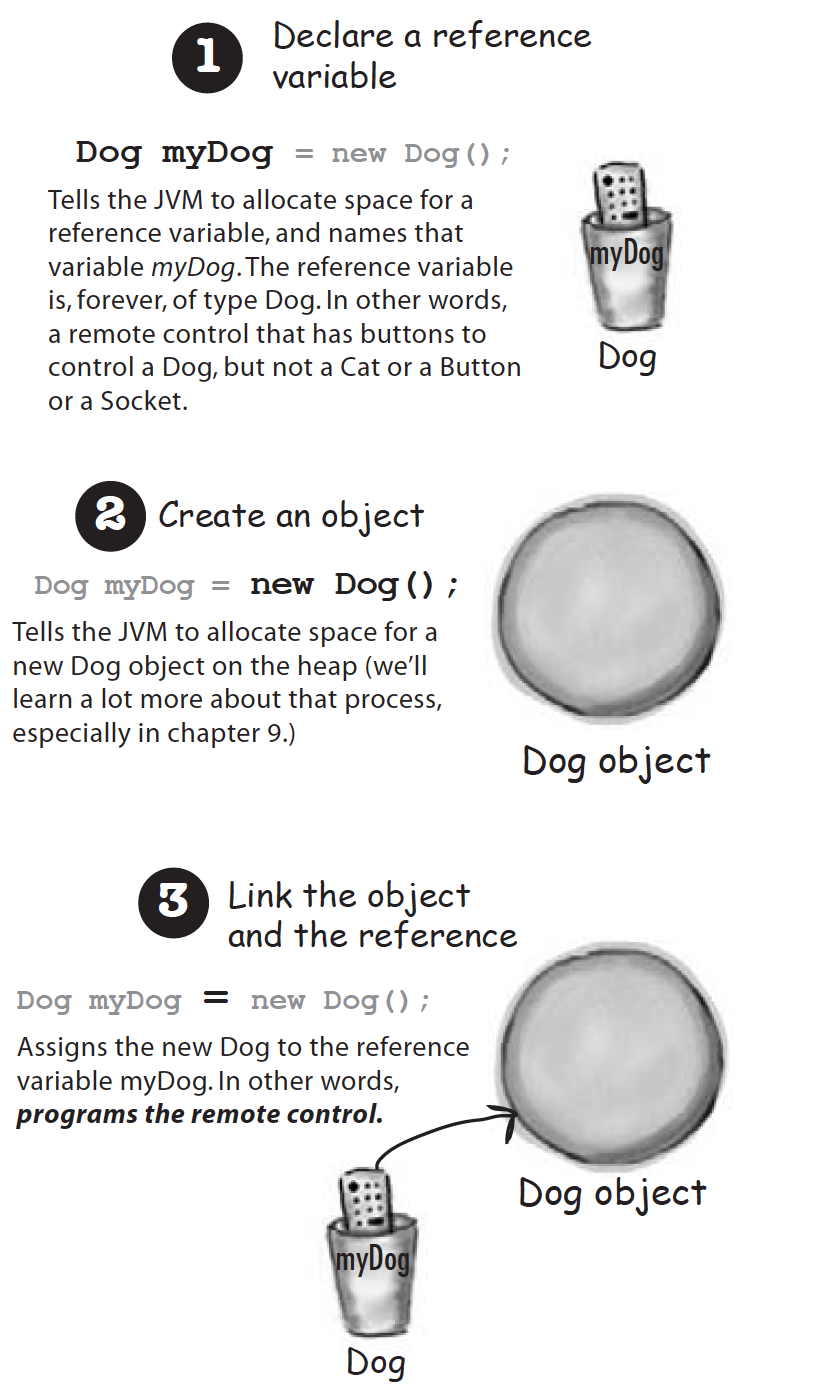 1
Declare a reference
variable
Dog myDog = new Dog();
Tells the JVM to allocate space for a
reference variable, and names that
variable myDog. The reference variable
is, forever, of type Dog. In other words,
a remote control that has buttons to
control a Dog, but not a Cat or a Button
or a Socket.
myDog
Dog
2
Create an object
Dog myDog = new Dog();
Tells the JVM to allocate space for a
new Dog object on the heap (we’ll
learn a lot more about that process,
especially in chapter 9.)
Dog object
3
Link the object
and the reference
Dog myDog = new Dog();
Assigns the new Dog to the reference
variable myDog. In other words,
programs the remote control.
Dog object
myDog
Dog